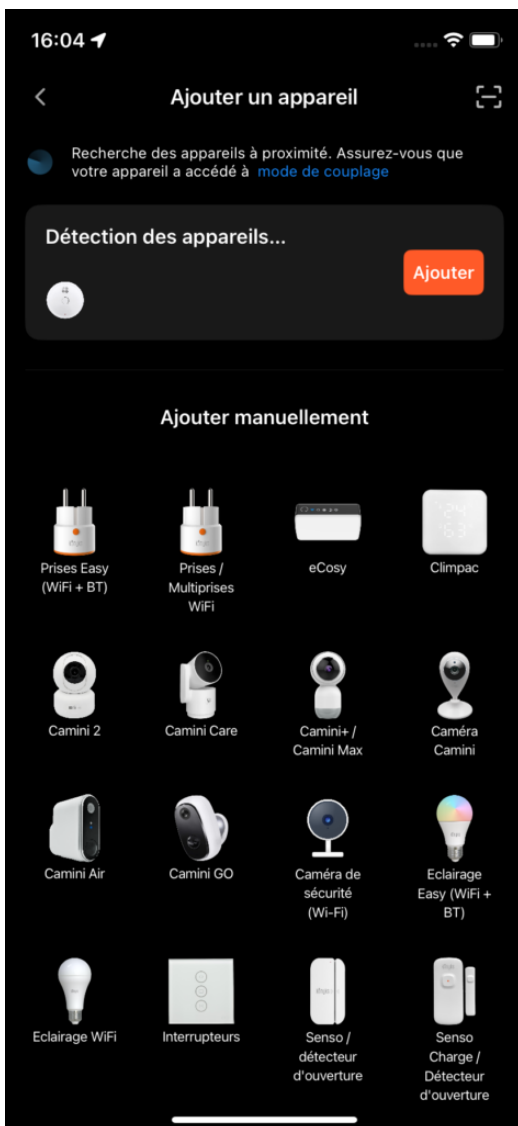 16:04
Ajouter un appareil
Recherche des appareils à proximité. Assurez-vous que
votre appareil a accédé à mode de couplage
Détection des appareils...
Ajouter
Ajouter manuellement
Prises Easy
(WiFi + BT)
Prises /
Multiprises
WiFi
eCosy
Climpac
Camini 2
Camini Care
Camini+ /
Camini Max
Caméra
Camini
Camini Air
Camini GO
Caméra de
sécurité
(Wi-Fi)
Eclairage
Easy (WiFi +
BT)
Eclairage WiFi
Interrupteurs
Senso /
détecteur
d'ouverture
Senso
Charge /
Détecteur
d'ouverture